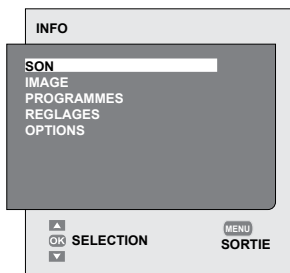 INFO
SON
IMAGE
PROGRAMMES
REGLAGES
OPTIONS
OK SELECTION
MENU
SORTIE